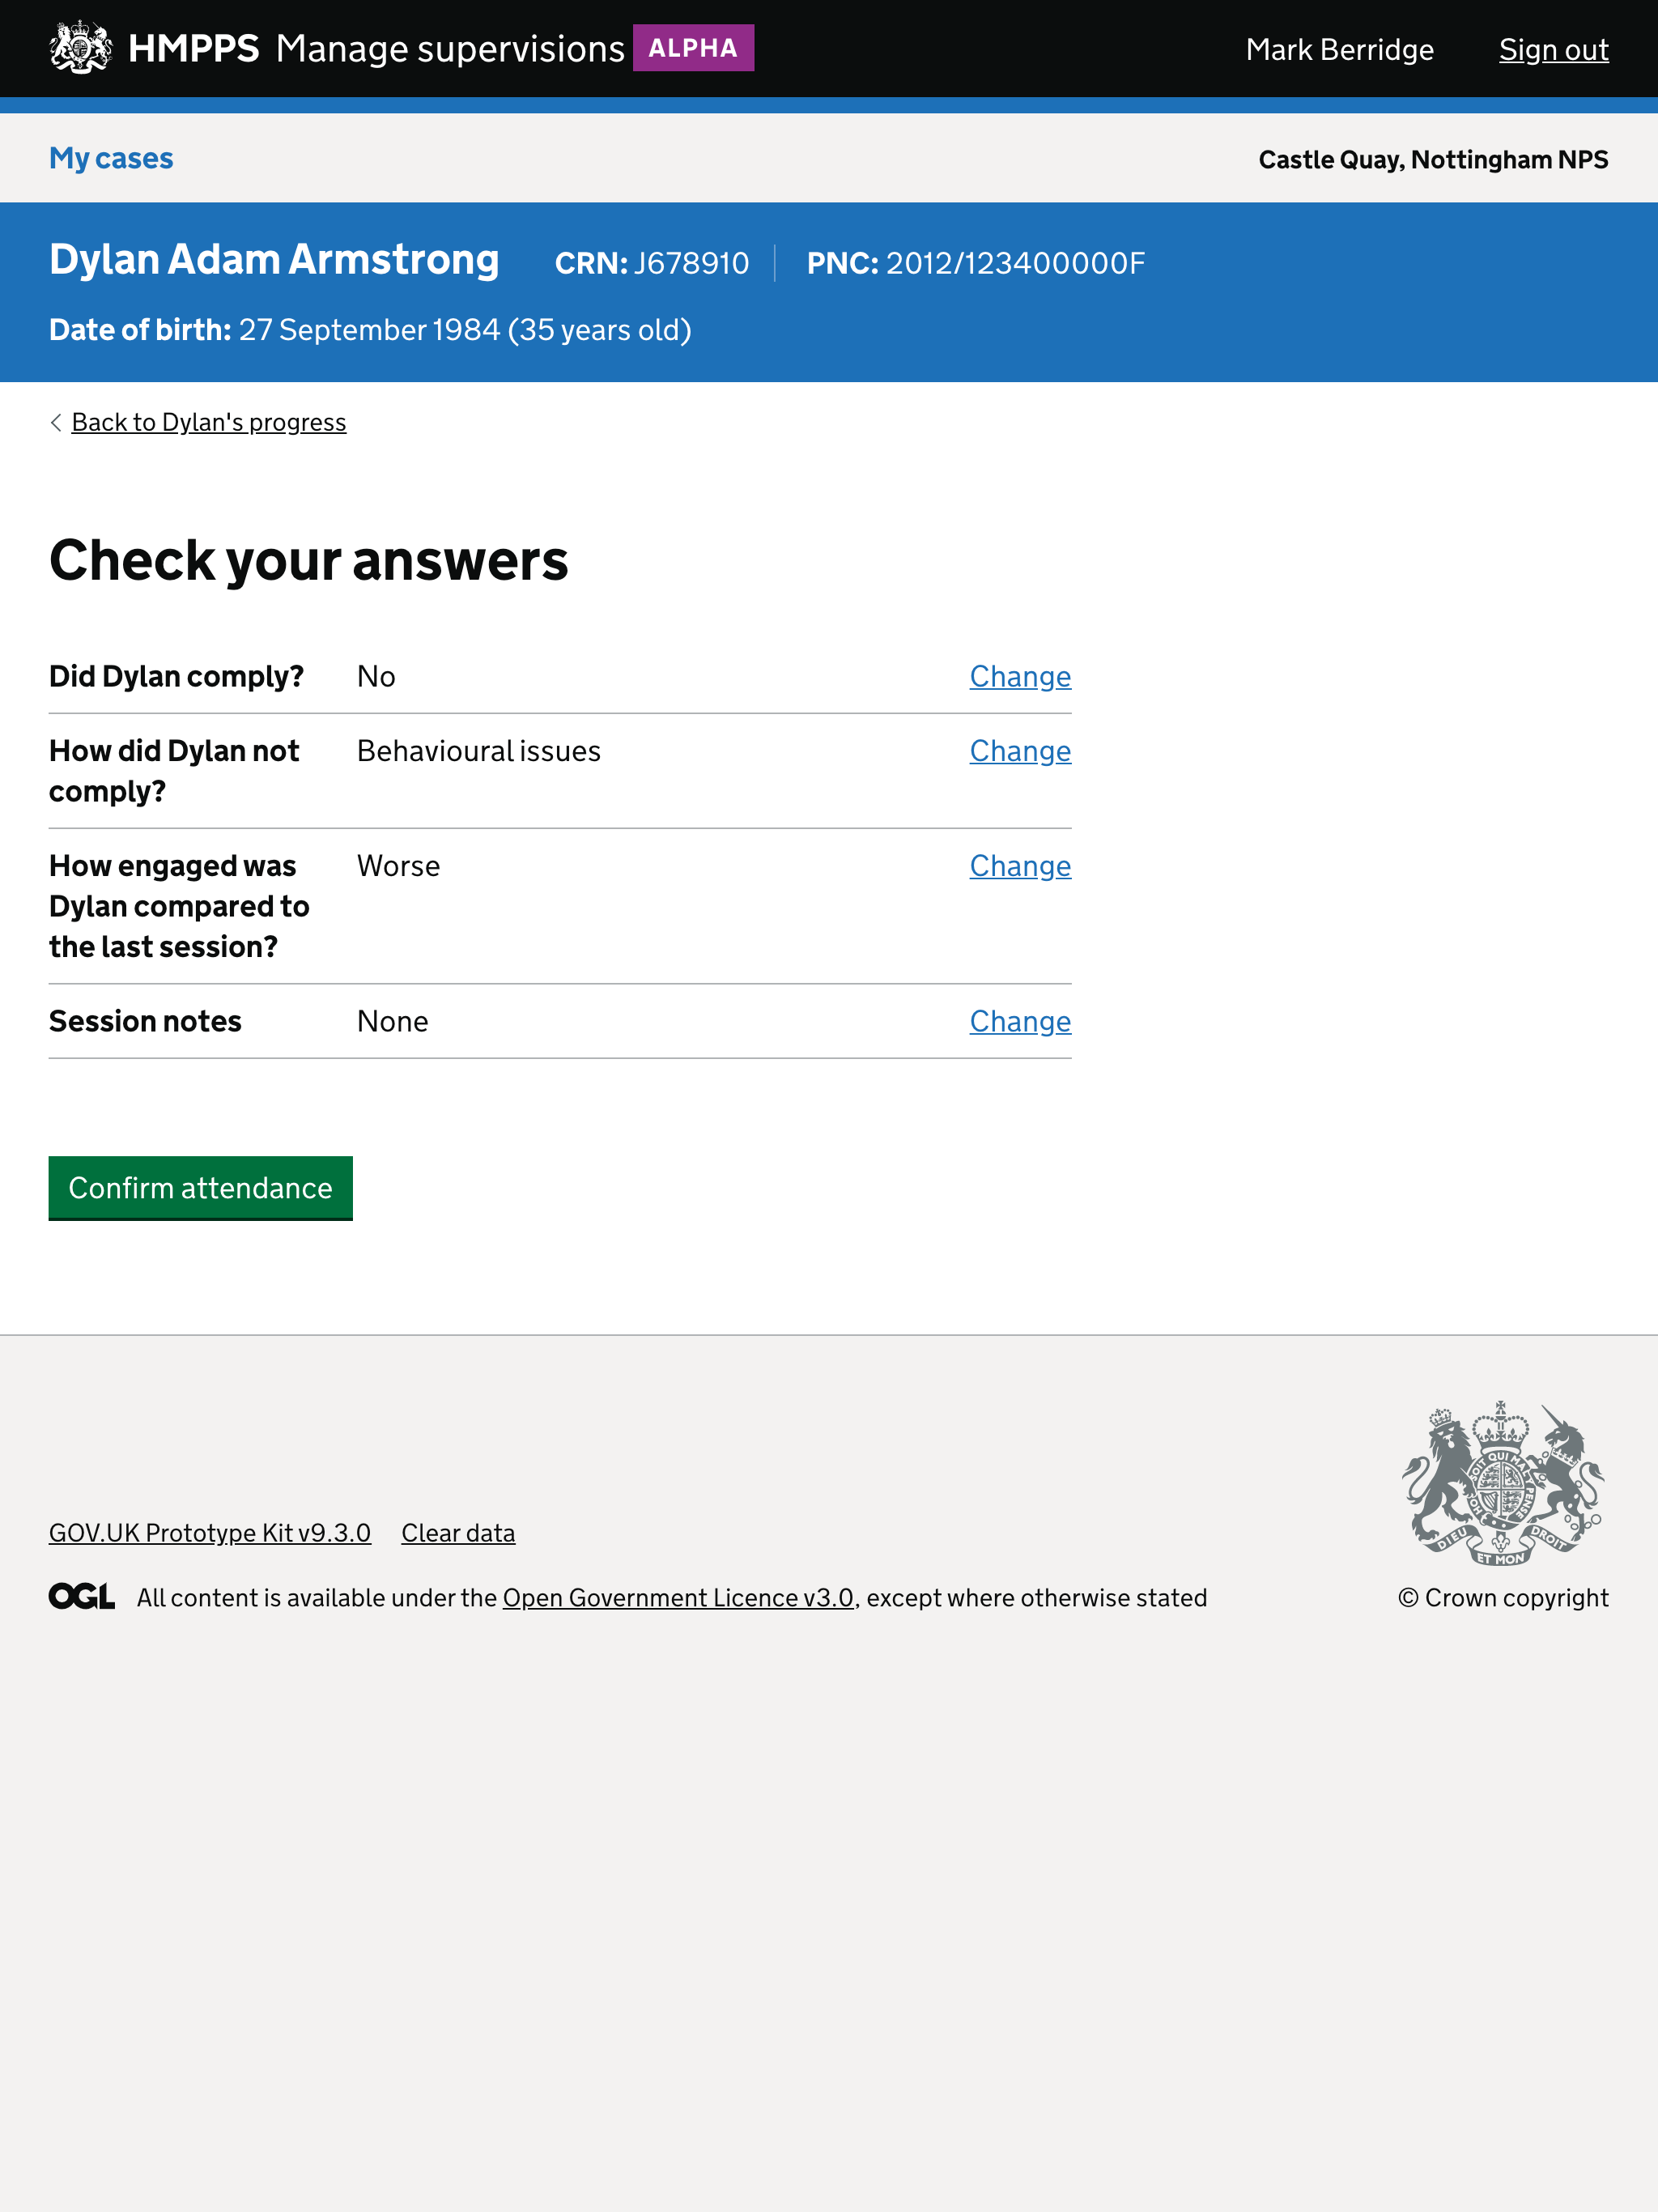 HMPPS Manage supervisions ALPHA Mark Berridge Sign out
My cases Castle Quay, Nottingham NPS
Dylan Adam Armstrong CRN: J678910 PNC: 2012/123400000F
Date of birth: 27 September 1984 (35 years old)
Back to Dylan's progress
Check your answers
Did Dylan comply? No Change
How did Dylan not Behavioural issues Change
comply?
How engaged was Worse Change
Dylan compared to
the last session?
Session notes None Change
Confirm attendance
GOV.UK Prototype Kit v9.3.0 Clear data
DIEU ET MON DROIT
OGL All content is available under the Open Government Licence v3.0, except where otherwise stated © Crown copyright